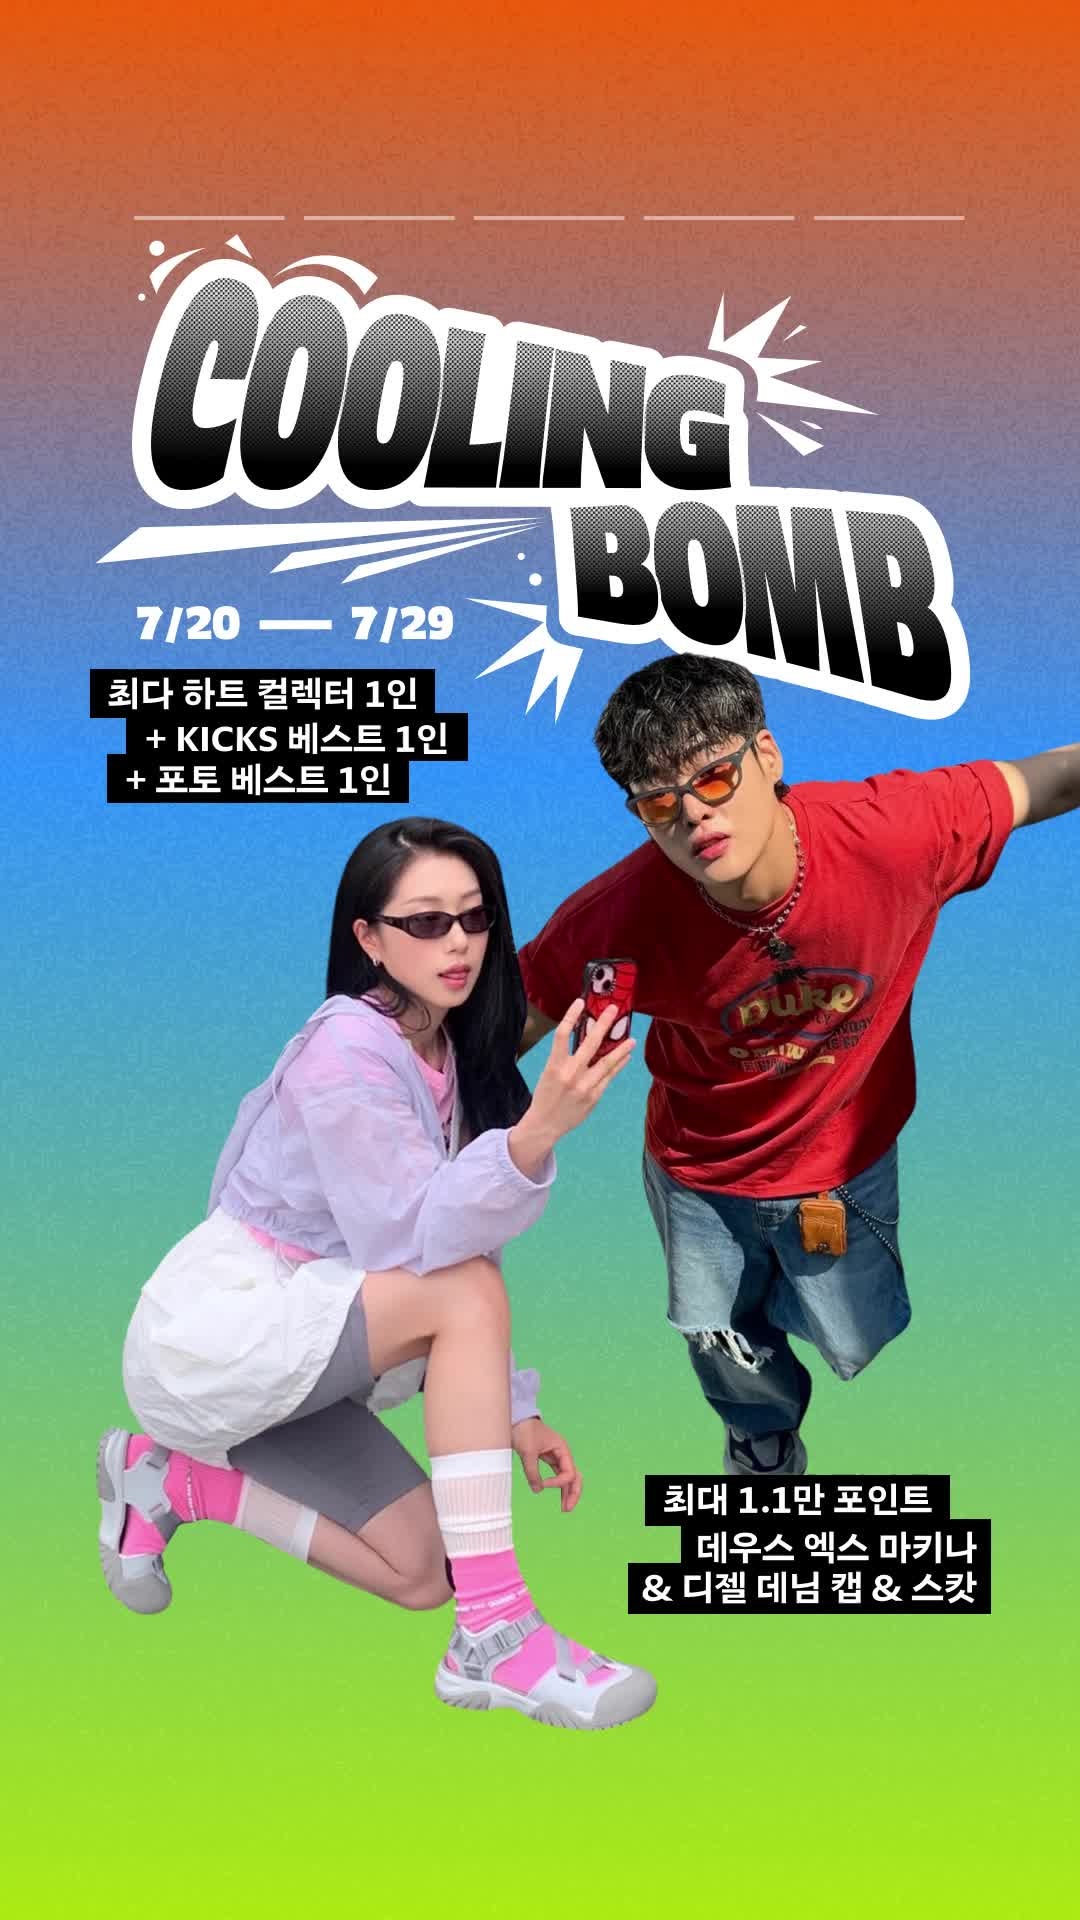 COOLING
BOMB
7/20 — 7/29
최다 하트 컬렉터 1인
+ KICKS 베스트 1인
+ 포토 베스트 1인
Duke
최대 1.1만 포인트
데우스 엑스 마키나
& 디젤 데님 캡 & 스캇